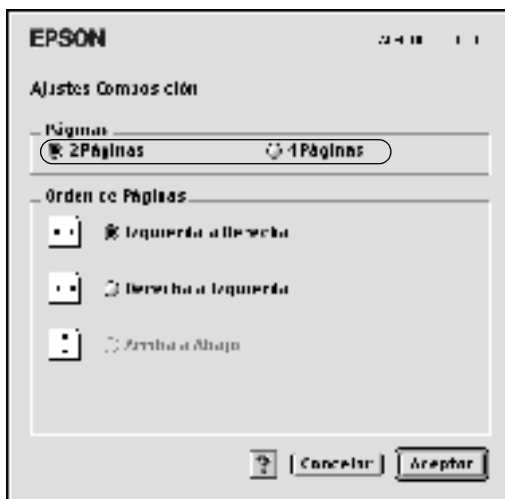 EPSON
Ajustes Composición
Páginas
2Páginas 4Páginas
Orden de Páginas
Izquierda a Derecha
Derecha a Izquierda
Arriba a Abajo
? Cancelar Aceptar